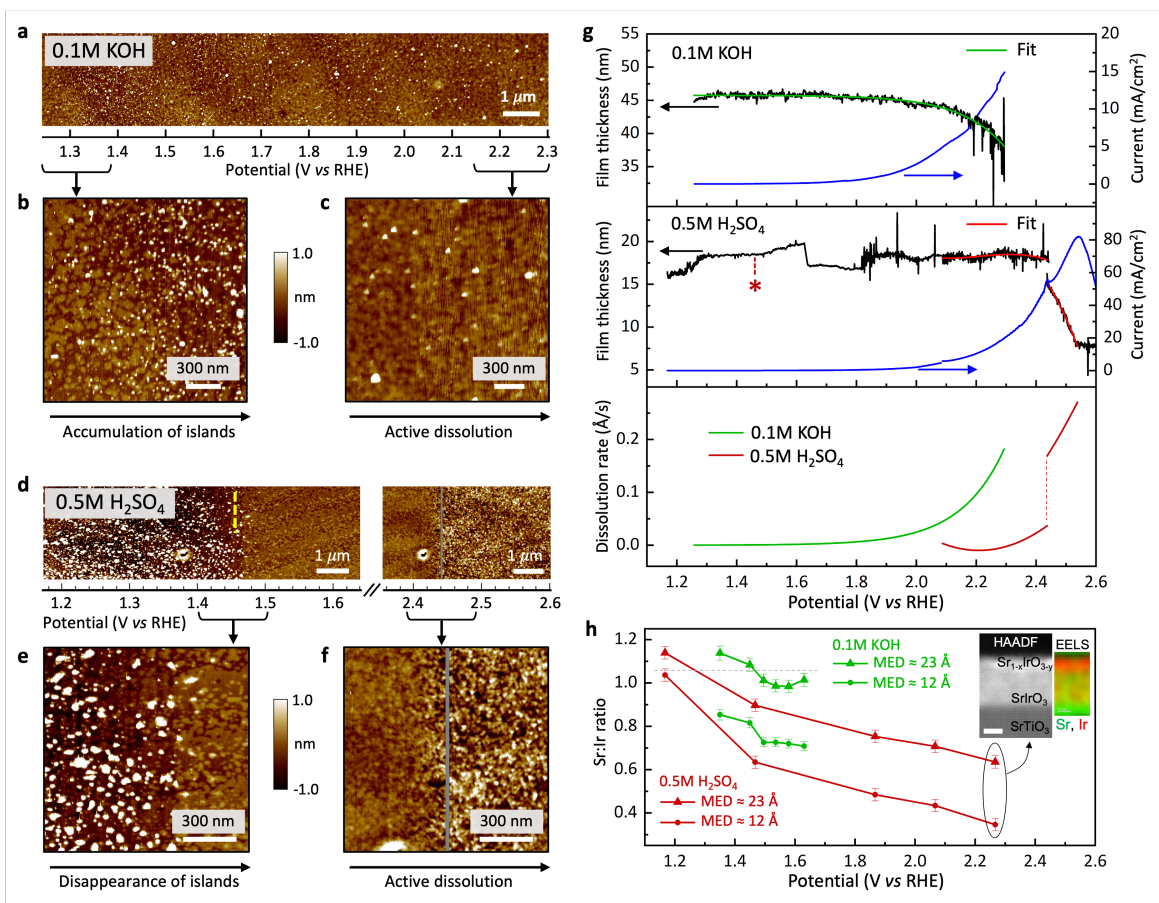 a
0.1M KOH
1 μm
1.3 1.4 1.5 1.6 1.7 1.8 1.9 2.0 2.1 2.2 2.3
Potential (V vs RHE)
b
300 nm
Accumulation of islands
1.0
nm
-1.0
c
300 nm
Active dissolution
d
0.5M H₂SO₄
1 μm
1 μm
1.2 1.3 1.4 1.5 2.4 2.5 2.6
Potential (V vs RHE)
e
300 nm
Disappearance of islands
1.0
nm
-1.0
f
300 nm
Active dissolution
g
0.1M KOH
Fit
Film thickness (nm)
55
50
45
40
35
Current (mA/cm²)
20
15
10
5
0
0.5M H₂SO₄
Fit
*
Film thickness (nm)
20
15
10
5
Current (mA/cm²)
80
60
40
20
0
Dissolution rate (Å/s)
0.2
0.1
0.0
0.1M KOH
0.5M H₂SO₄
1.2 1.4 1.6 1.8 2.0 2.2 2.4 2.6
Potential (V vs RHE)
h
Sr:Ir ratio
1.2
1.0
0.8
0.6
0.4
0.1M KOH
MED ≈ 23 Å
MED ≈ 12 Å
0.5M H₂SO₄
MED ≈ 23 Å
MED ≈ 12 Å
HAADF
Sr₁₋ₓIrO₃₋ᵧ
SrIrO₃
SrTiO₃
EELS
Sr, Ir
1.2 1.4 1.6 1.8 2.0 2.2 2.4 2.6
Potential (V vs RHE)